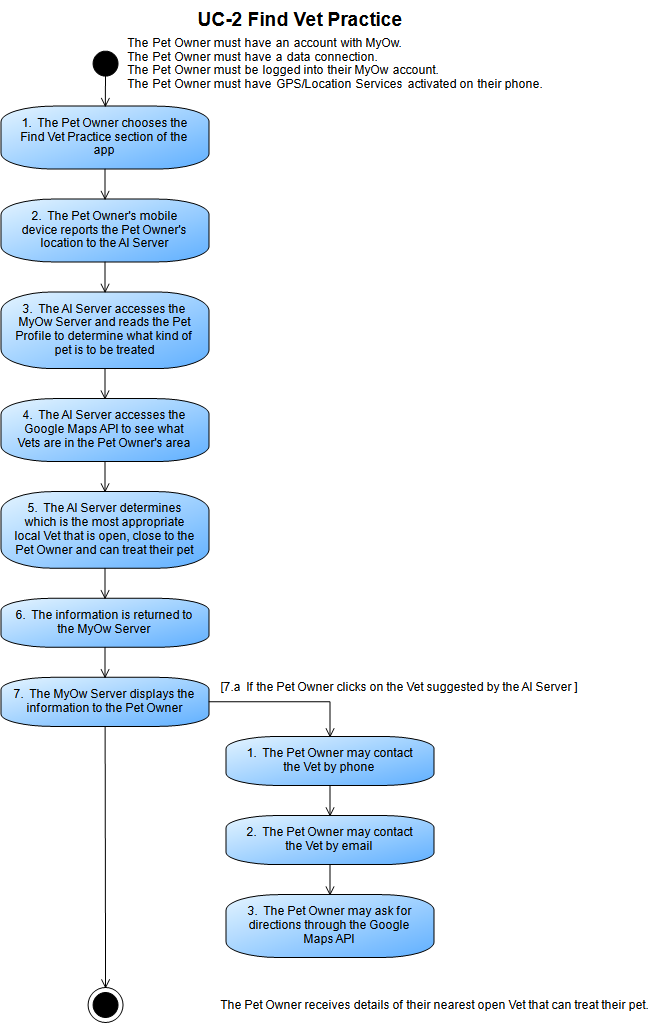 UC-2 Find Vet Practice
The Pet Owner must have an account with MyOw.
The Pet Owner must have a data connection.
The Pet Owner must be logged into their MyOw account.
The Pet Owner must have GPS/Location Services activated on their phone.
1. The Pet Owner chooses the
Find Vet Practice section of the
app
2. The Pet Owner's mobile
device reports the Pet Owner's
location to the AI Server
3. The AI Server accesses the
MyOw Server and reads the Pet
Profile to determine what kind of
pet is to be treated
4. The AI Server accesses the
Google Maps API to see what
Vets are in the Pet Owner's area
5. The AI Server determines
which is the most appropriate
local Vet that is open, close to the
Pet Owner and can treat their pet
6. The information is returned to
the MyOw Server
7. The MyOw Server displays the
information to the Pet Owner
[7.a If the Pet Owner clicks on the Vet suggested by the AI Server ]
1. The Pet Owner may contact
the Vet by phone
2. The Pet Owner may contact
the Vet by email
3. The Pet Owner may ask for
directions through the Google
Maps API
The Pet Owner receives details of their nearest open Vet that can treat their pet.